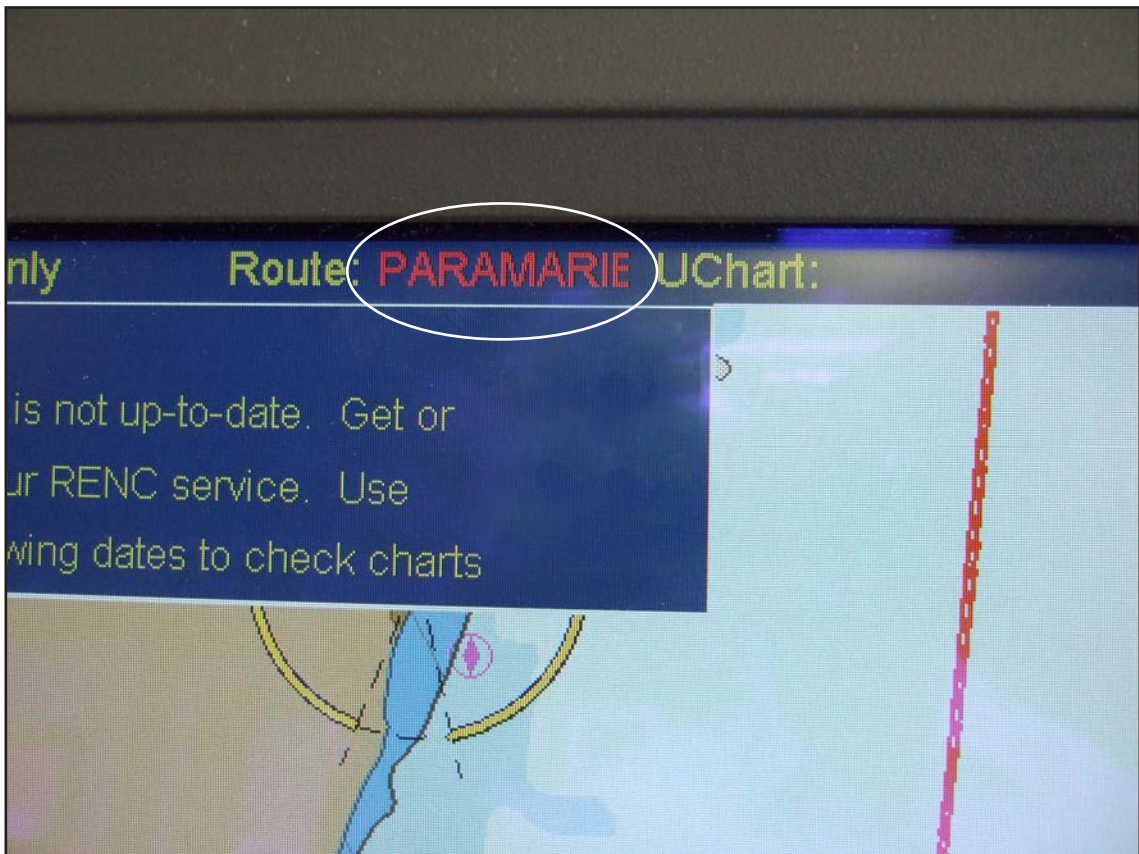 nly Route: PARAMARIE UChart:
is not up-to-date. Get or
ur RENC service. Use
wing dates to check charts